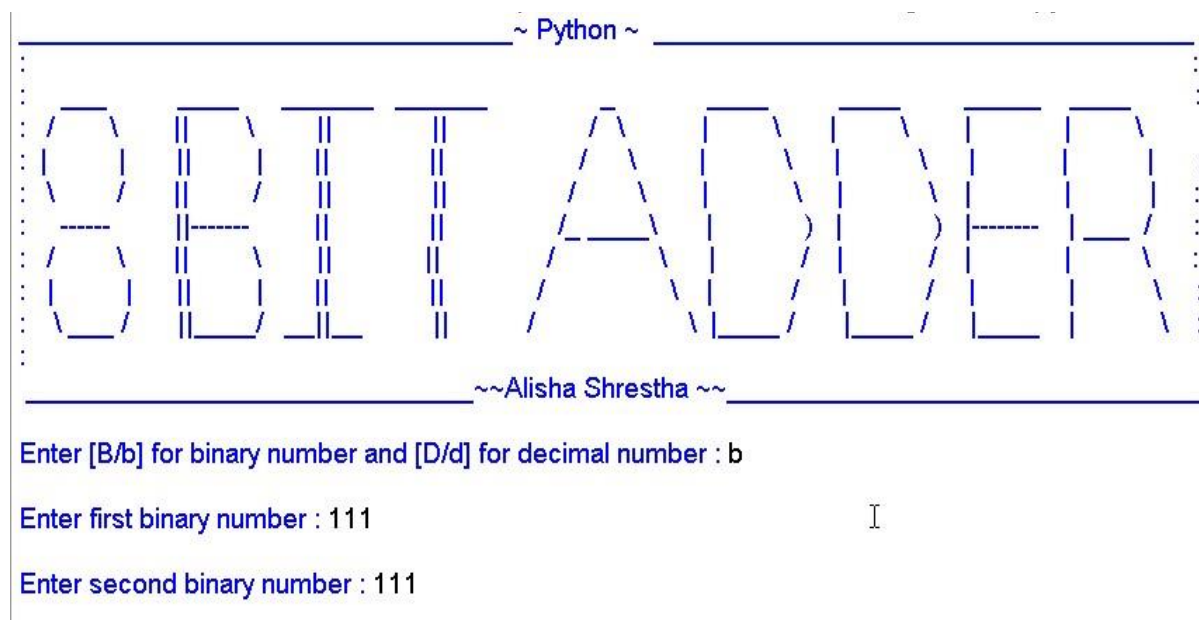 ~ Python ~
8BIT ADDER
~~Alisha Shrestha ~~
Enter [B/b] for binary number and [D/d] for decimal number : b
Enter first binary number : 111
Enter second binary number : 111